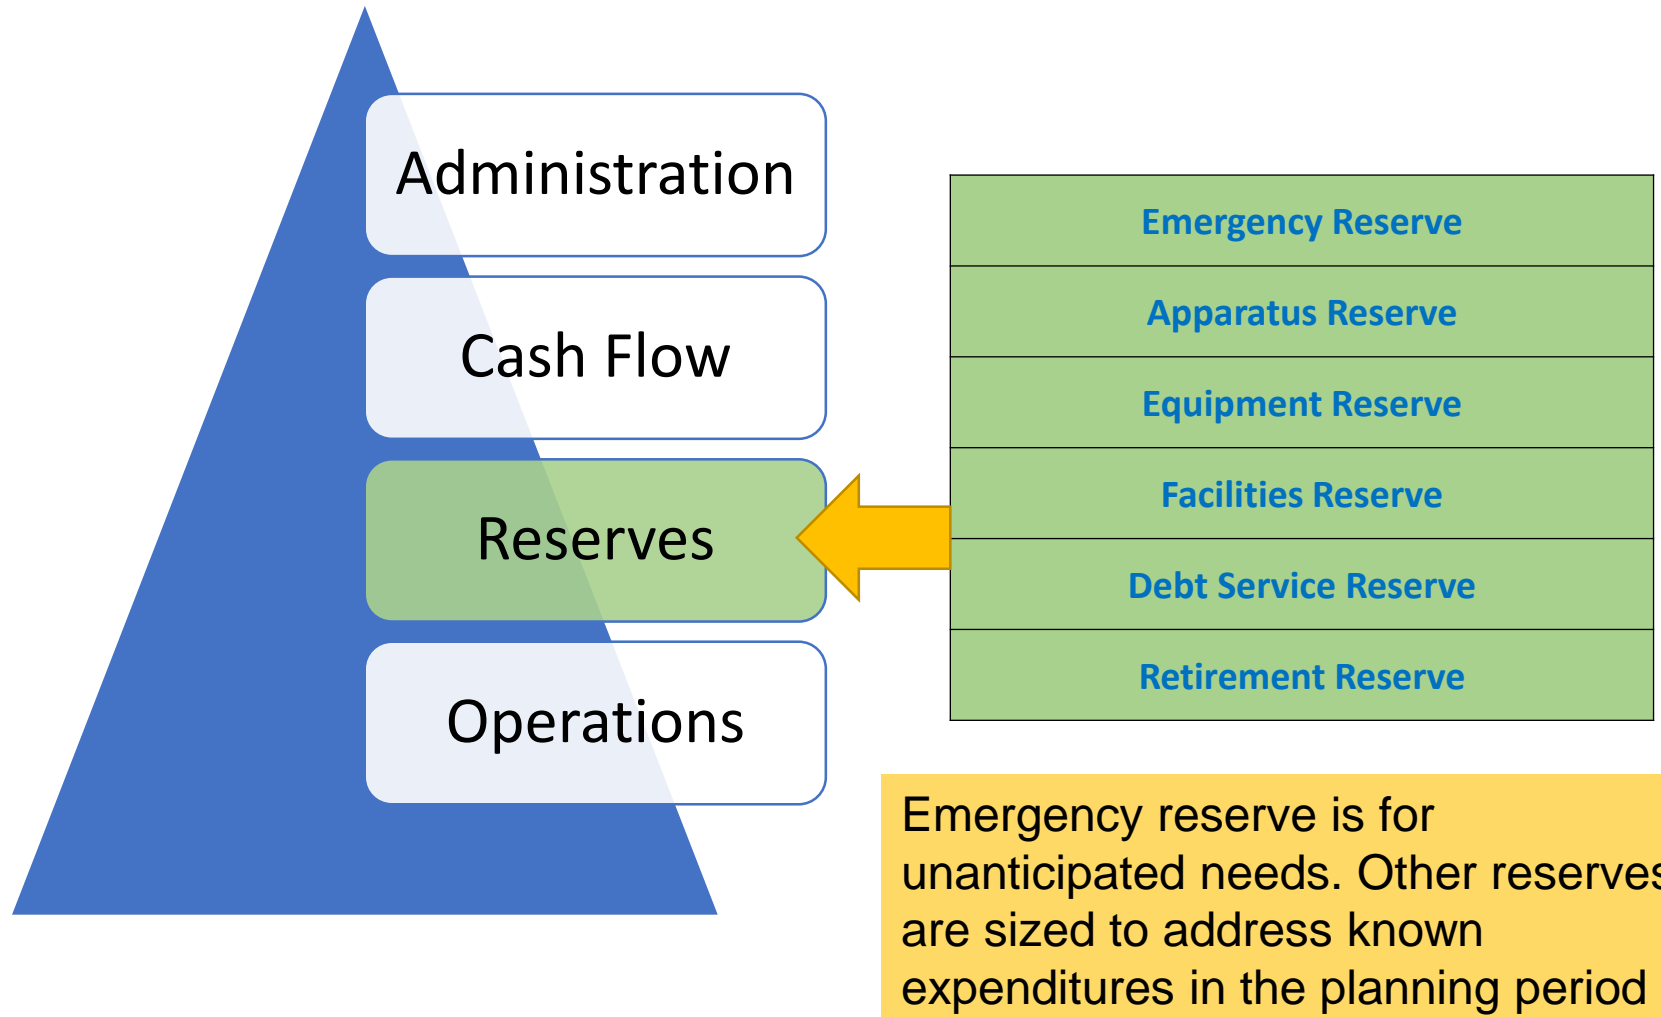 Administration
Cash Flow
Reserves
Operations
Emergency Reserve
Apparatus Reserve
Equipment Reserve
Facilities Reserve
Debt Service Reserve
Retirement Reserve
Emergency reserve is for
unanticipated needs. Other reserves
are sized to address known
expenditures in the planning period